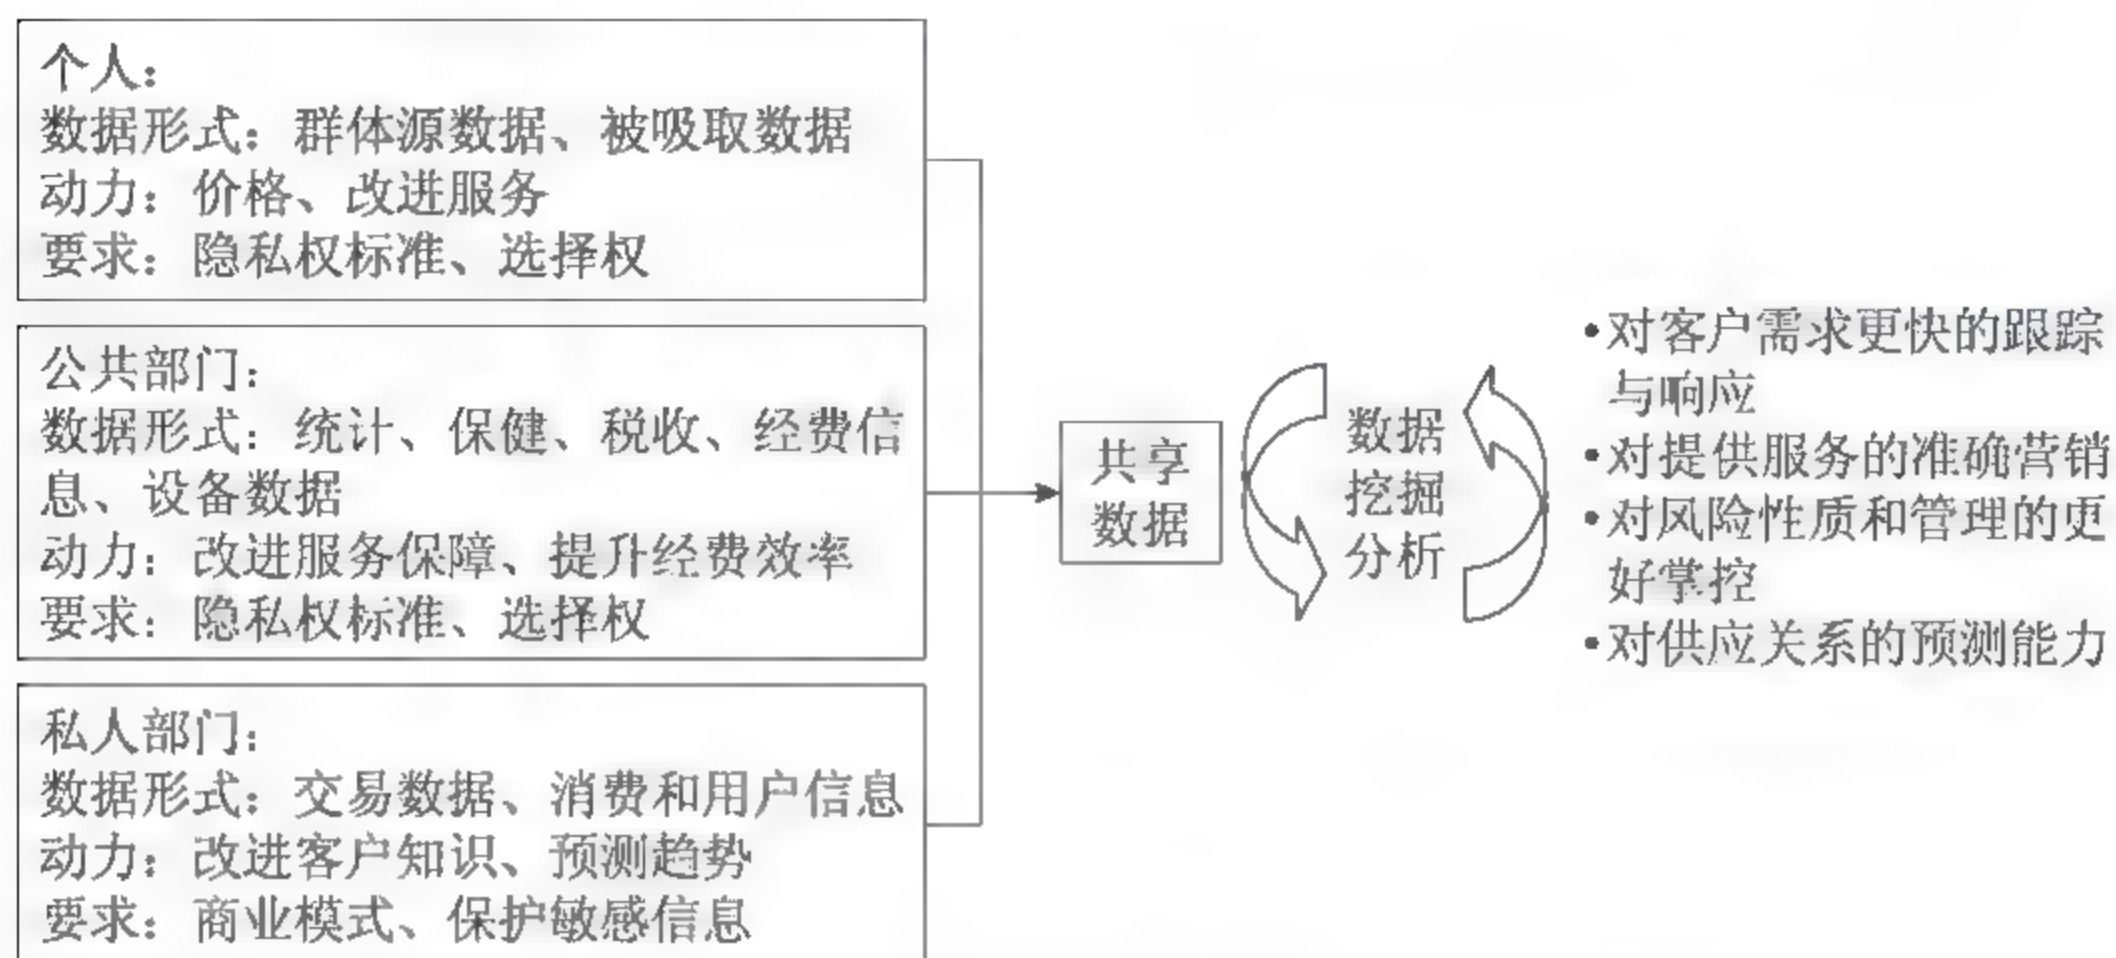 个人：
数据形式：群体源数据、被吸取数据
动力：价格、改进服务
要求：隐私权标准、选择权
公共部门：
数据形式：统计、保健、税收、经费信
息、设备数据
动力：改进服务保障、提升经费效率
要求：隐私权标准、选择权
私人部门：
数据形式：交易数据、消费和用户信息
动力：改进客户知识、预测趋势
要求：商业模式、保护敏感信息
共享
数据
数据
挖掘
分析
•对客户需求更快的跟踪
与响应
•对提供服务的准确营销
•对风险性质和管理的更
好掌控
•对供应关系的预测能力